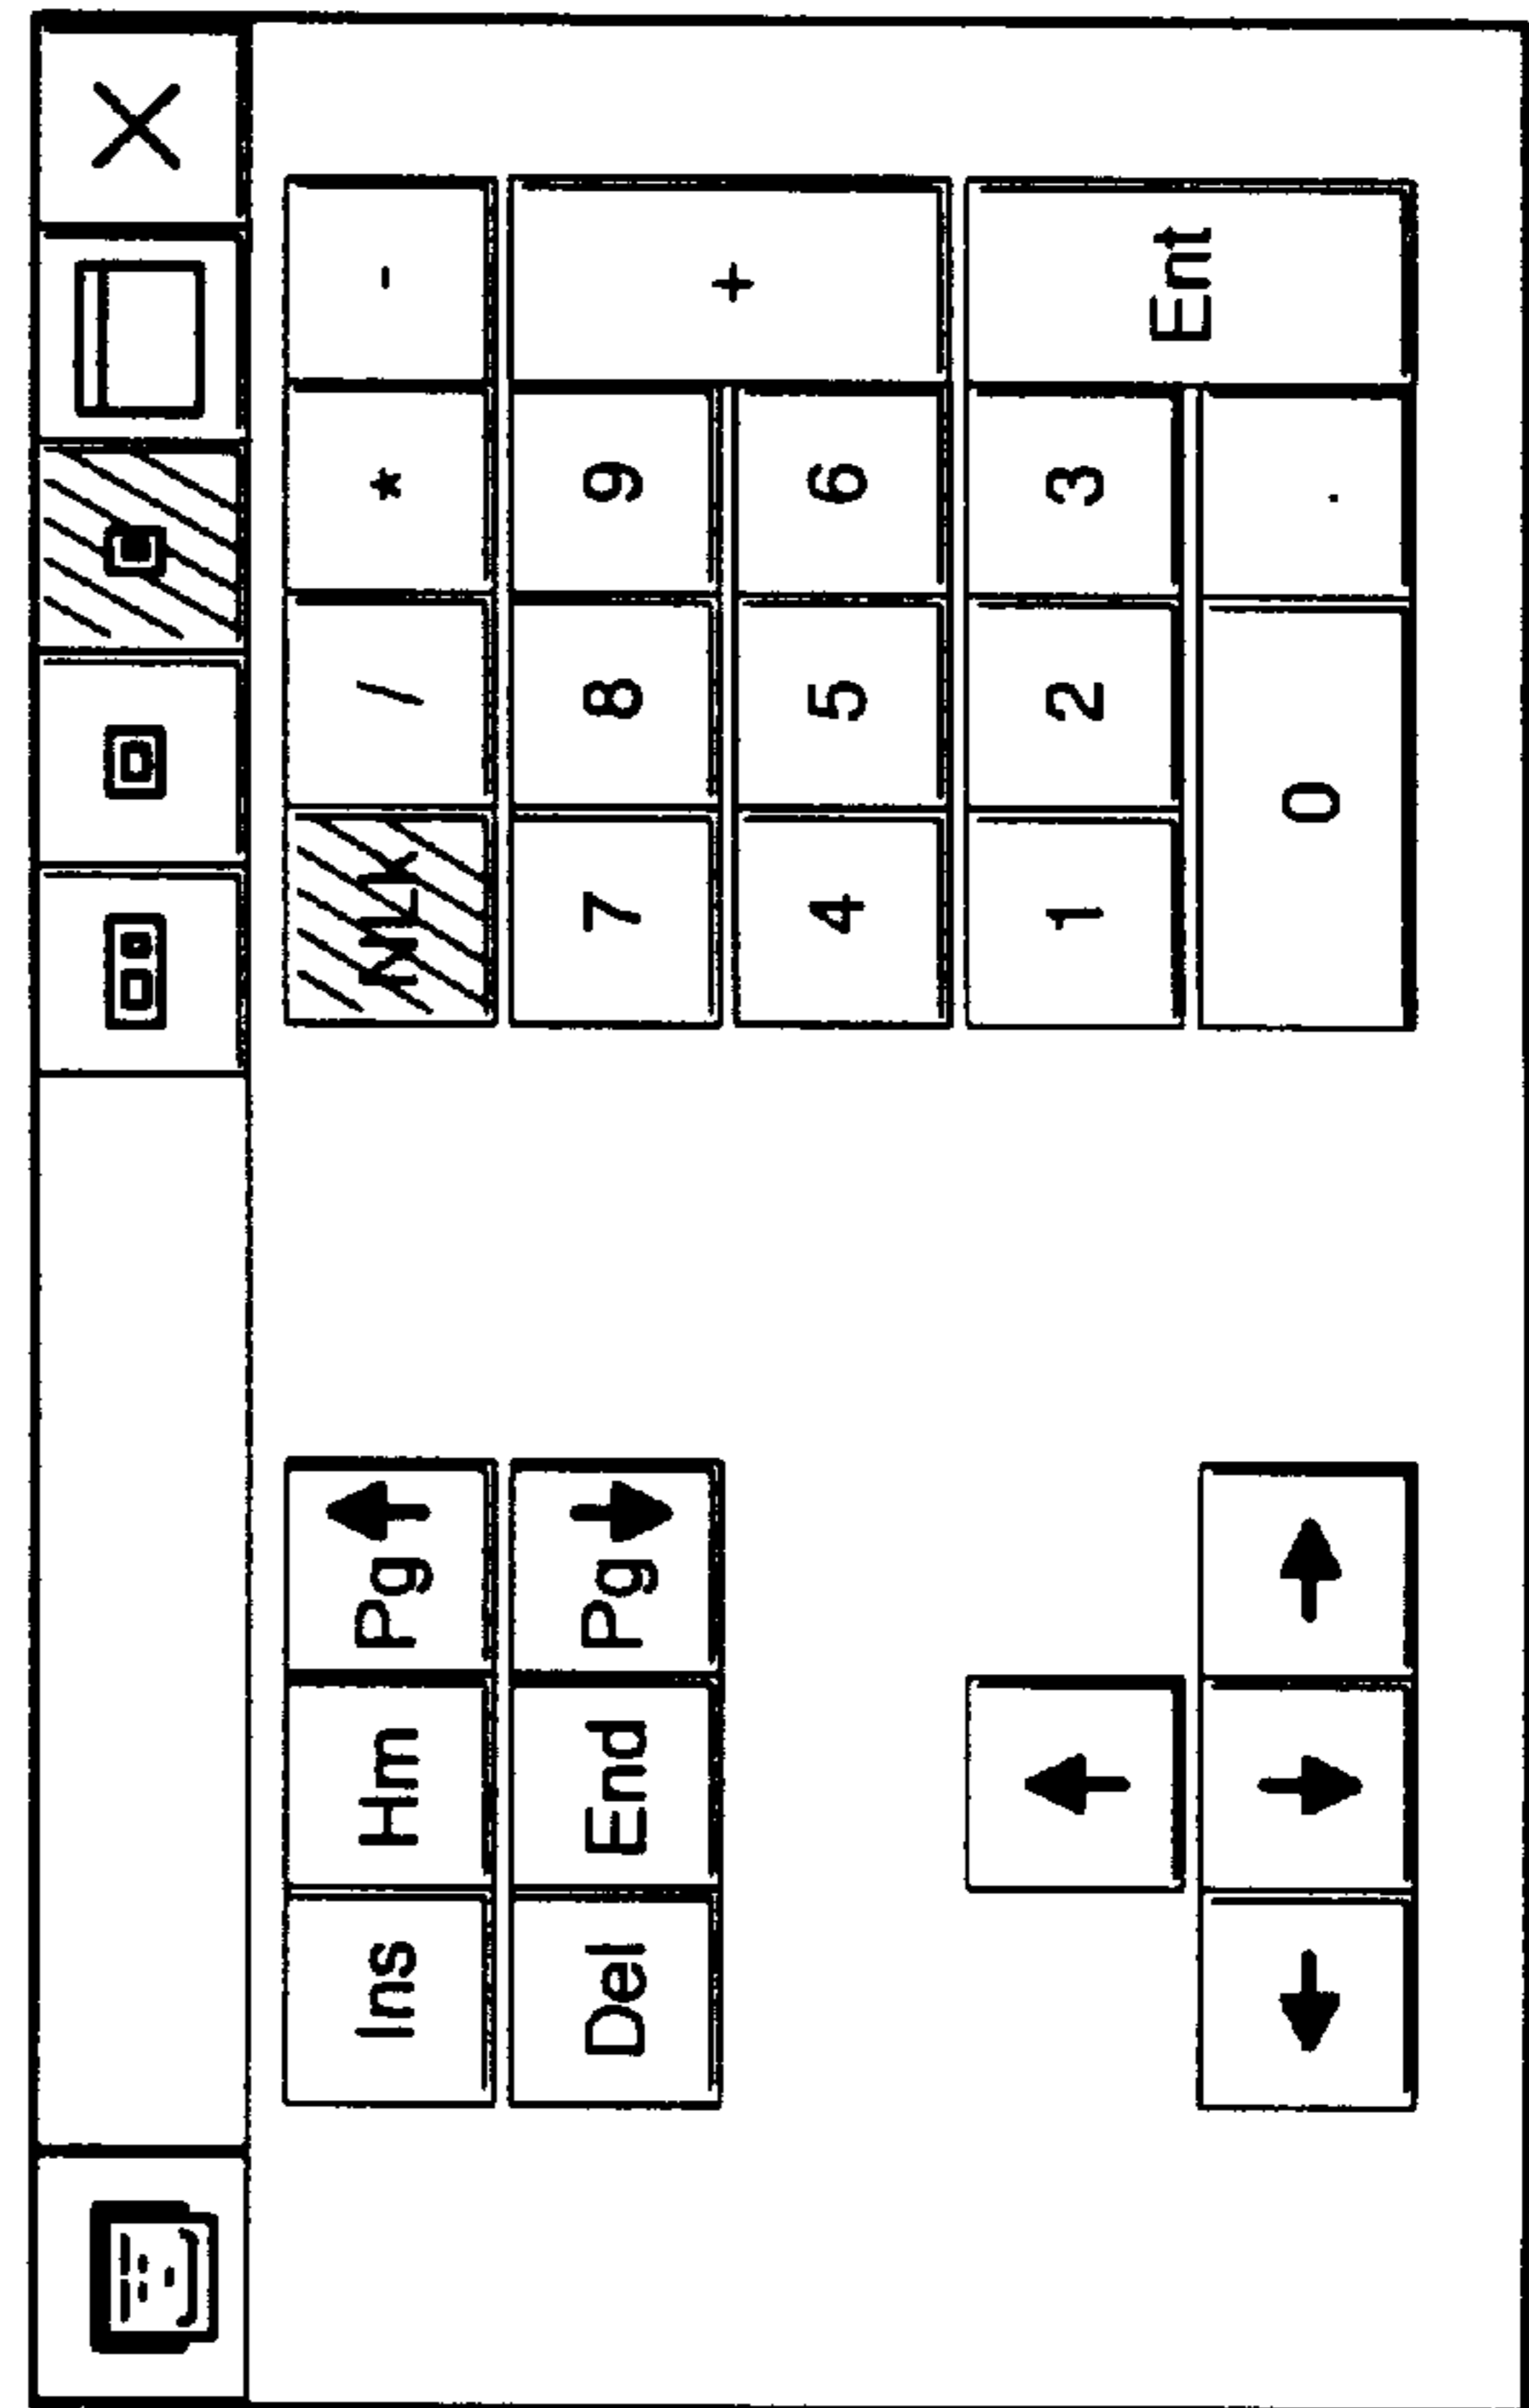 Ins Hm Pg↑ NLk / * -
Del End Pg↓ 7 8 9 +
4 5 6
↑ 1 2 3 Ent
← ↓ → 0 .